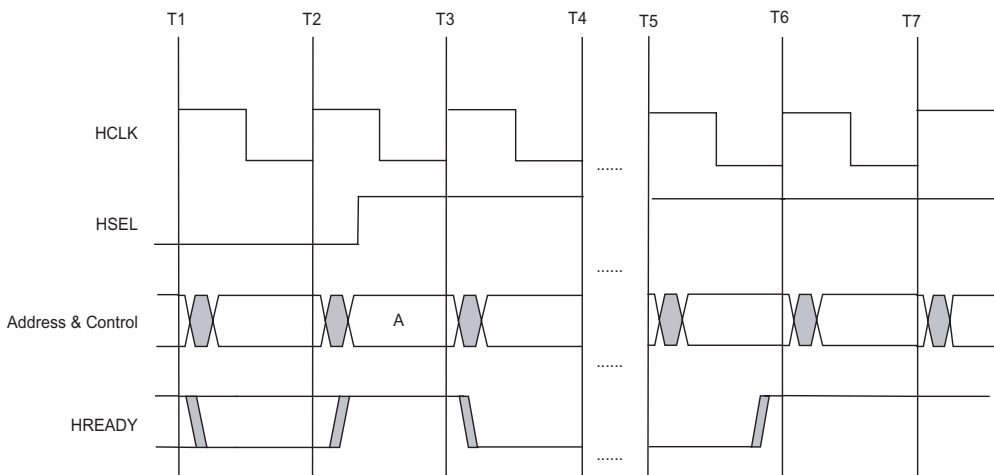 T1 T2 T3 T4 T5 T6 T7
HCLK
......
HSEL
......
Address & Control
A
......
HREADY
......